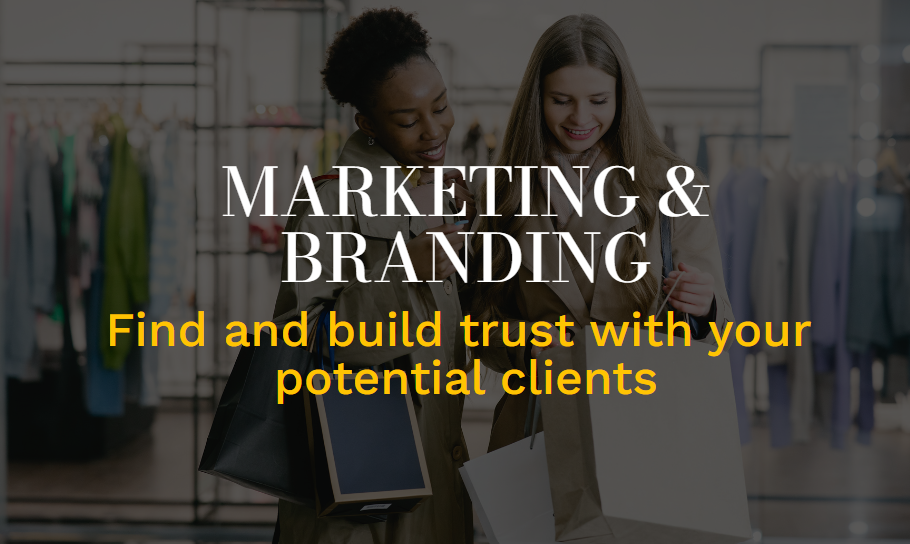 MARKETING &
BRANDING
Find and build trust with your
potential clients